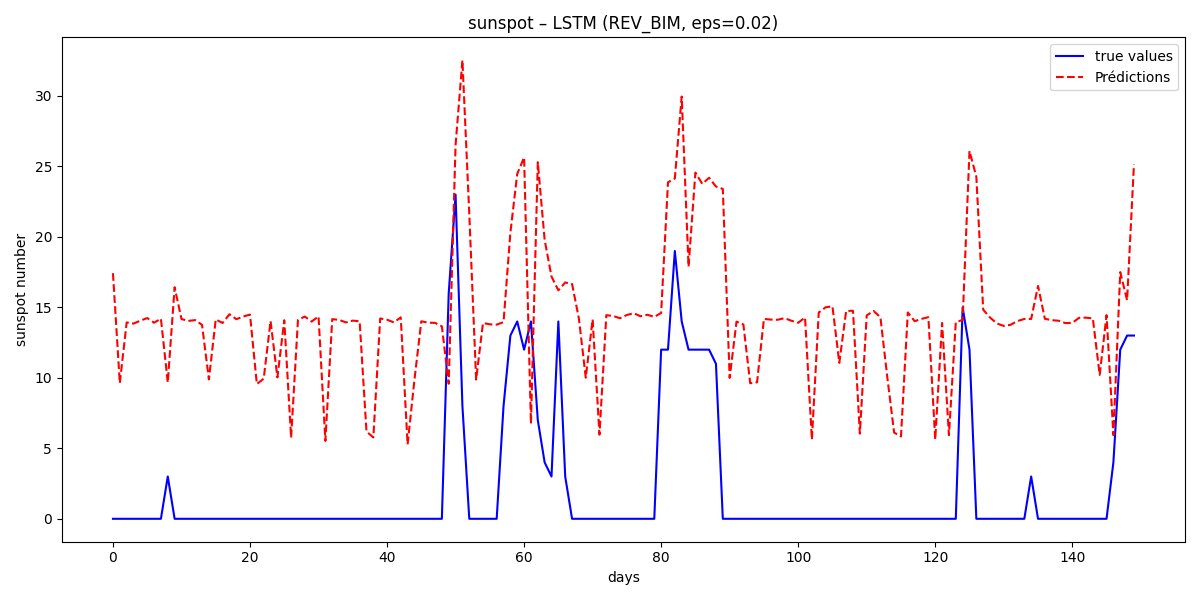 sunspot – LSTM (REV_BIM, eps=0.02)
true values
Prédictions
sunspot number
30
25
20
15
10
5
0
0 20 40 60 80 100 120 140
days